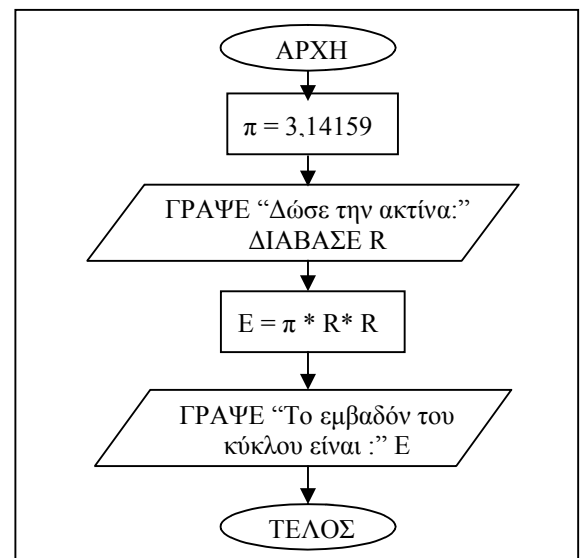 ΑΡΧΗ
π = 3,14159
ΓΡΑΨΕ “Δώσε την ακτίνα:”
ΔΙΑΒΑΣΕ R
Ε = π * R* R
ΓΡΑΨΕ “Το εμβαδόν του
κύκλου είναι :” Ε
ΤΕΛΟΣ